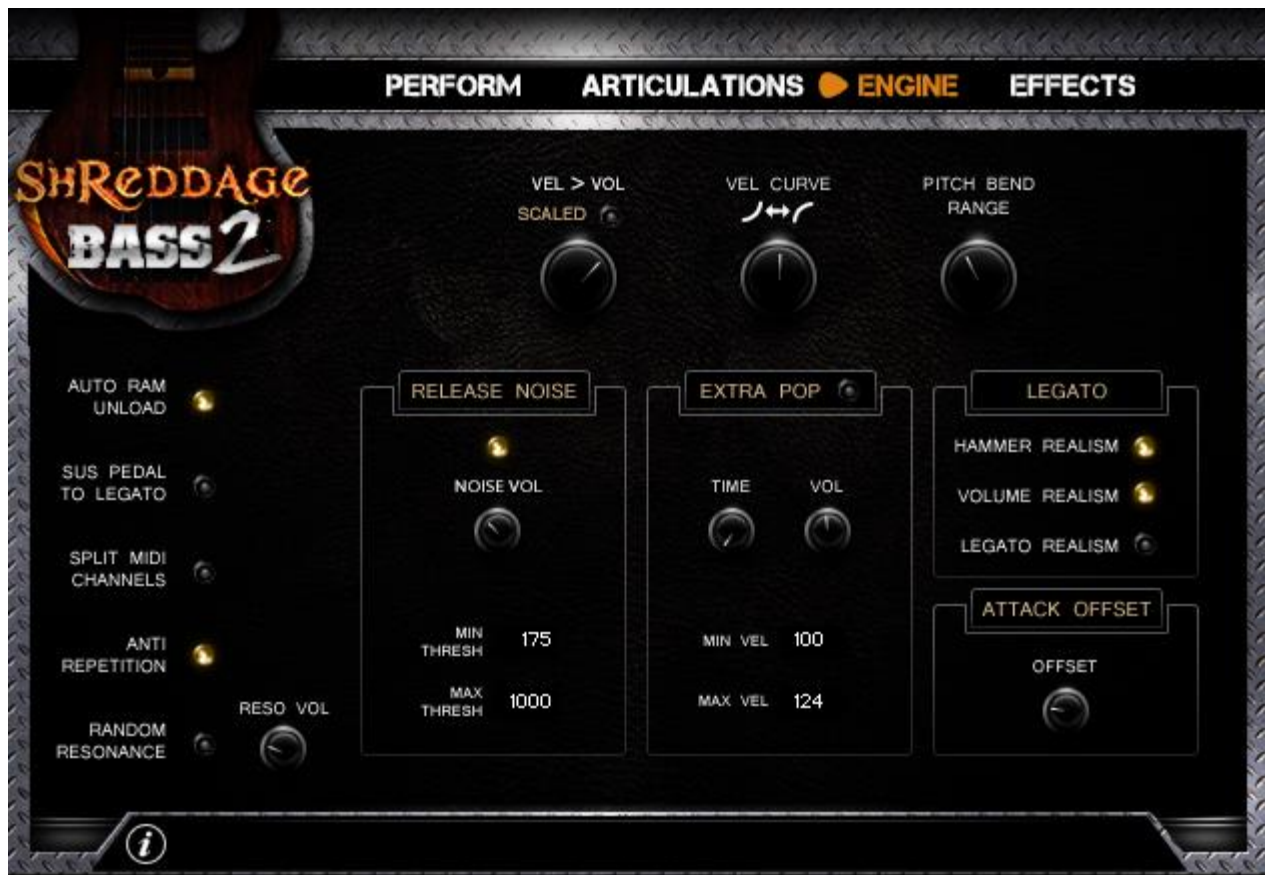 PERFORM ARTICULATIONS ENGINE EFFECTS
SHREDDAGE
BASS 2
VEL > VOL
SCALED
VEL CURVE
PITCH BEND
RANGE
AUTO RAM
UNLOAD
SUS PEDAL
TO LEGATO
SPLIT MIDI
CHANNELS
ANTI
REPETITION
RANDOM
RESONANCE
RESO VOL
RELEASE NOISE
NOISE VOL
MIN
THRESH
175
MAX
THRESH
1000
EXTRA POP
TIME VOL
MIN VEL 100
MAX VEL 124
LEGATO
HAMMER REALISM
VOLUME REALISM
LEGATO REALISM
ATTACK OFFSET
OFFSET
i